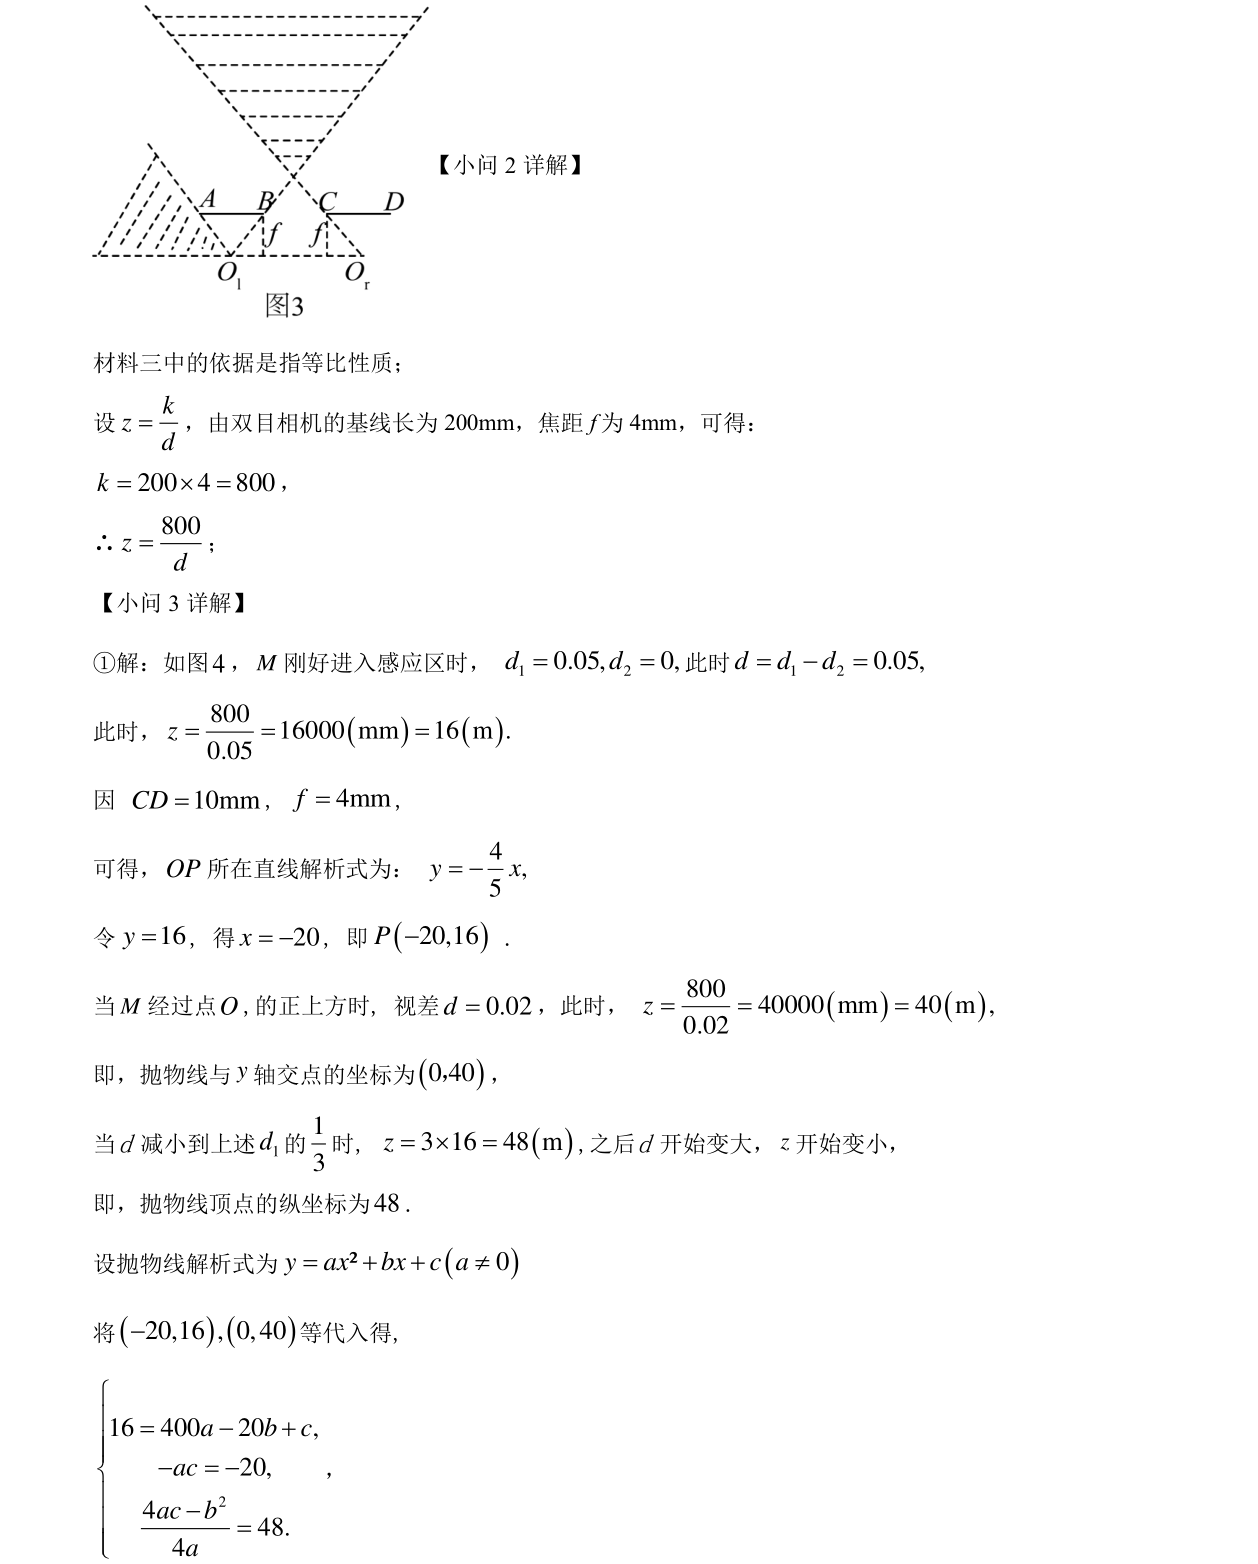 【小问 2 详解】
A B C D
f f
O_l O_r
图3
材料三中的依据是指等比性质；
设 z = k/d，由双目相机的基线长为 200mm，焦距 f 为 4mm，可得：
k = 200×4 = 800，
∴ z = 800/d；
【小问 3 详解】
①解：如图4，M 刚好进入感应区时， d₁ = 0.05, d₂ = 0, 此时 d = d₁ − d₂ = 0.05,
此时，z = 800/0.05 = 16000(mm) = 16(m).
因 CD = 10mm, f = 4mm,
可得，OP 所在直线解析式为： y = −4/5 x,
令 y = 16, 得 x = −20, 即 P(−20,16) .
当 M 经过点 O , 的正上方时, 视差 d = 0.02，此时， z = 800/0.02 = 40000(mm) = 40(m),
即，抛物线与 y 轴交点的坐标为 (0,40)，
当 d 减小到上述 d₁ 的 1/3 时, z = 3×16 = 48(m), 之后 d 开始变大，z 开始变小，
即，抛物线顶点的纵坐标为 48 .
设抛物线解析式为 y = ax² + bx + c(a ≠ 0)
将 (−20,16),(0,40) 等代入得,
{ 16 = 400a − 20b + c,
−ac = −20, ，
(4ac − b²)/4a = 48.